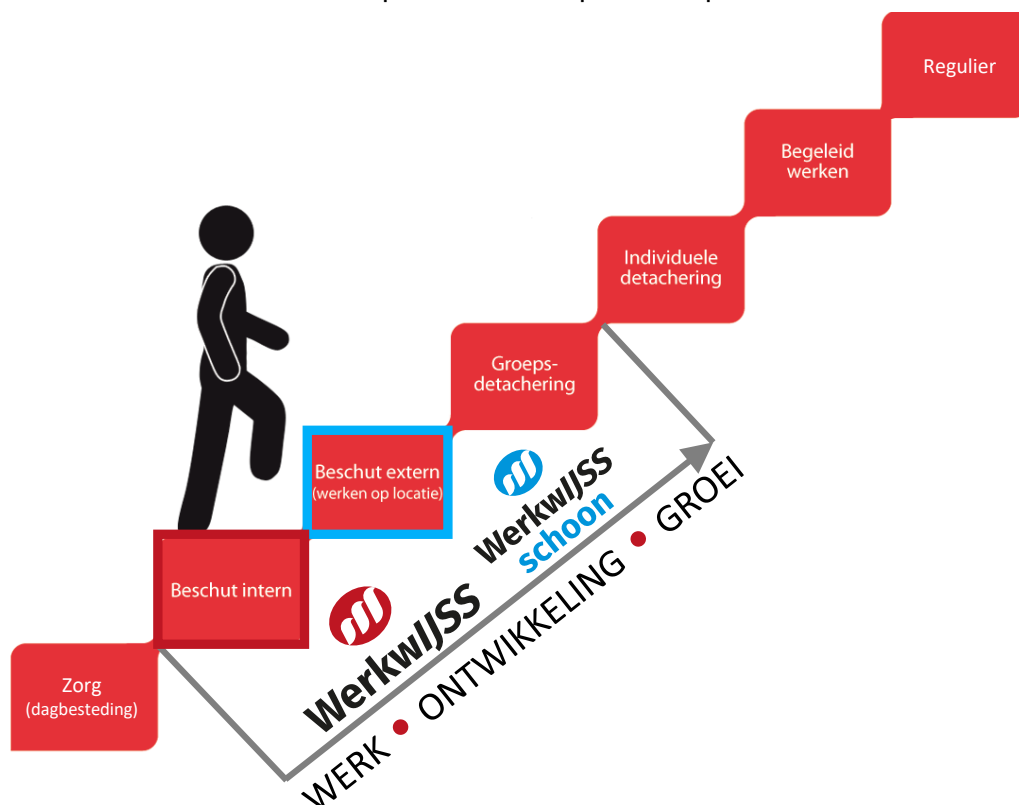 Regulier
Begeleid
werken
Individuele
detachering
Groeps-
detachering
Beschut extern
(werken op locatie)
Beschut intern
Zorg
(dagbesteding)
WerkwIJSS
schoon
WerkwIJSS
WERK • ONTWIKKELING • GROEI